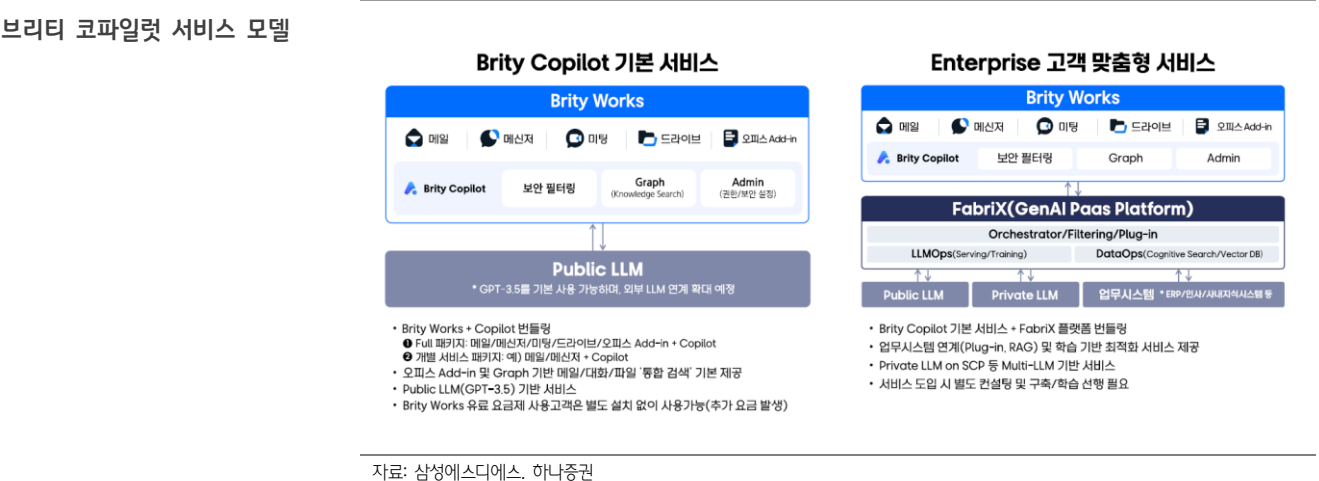 브리티 코파일럿 서비스 모델
Brity Copilot 기본 서비스
Brity Works
메일 메신저 미팅 드라이브 오피스 Add-in
Brity Copilot 보안 필터링 Graph (Knowledge Search) Admin (권한/보안 설정)
Public LLM
* GPT-3.5를 기본 사용 가능하며, 외부 LLM 연계 확대 예정
• Brity Works + Copilot 번들링
❶ Full 패키지: 메일/메신저/미팅/드라이브/오피스 Add-in + Copilot
❷ 개별 서비스 패키지: 예) 메일/메신저 + Copilot
• 오피스 Add-in 및 Graph 기반 메일/대화/파일 '통합 검색' 기본 제공
• Public LLM(GPT-3.5) 기반 서비스
• Brity Works 유료 요금제 사용고객은 별도 설치 없이 사용가능(추가 요금 발생)
Enterprise 고객 맞춤형 서비스
Brity Works
메일 메신저 미팅 드라이브 오피스 Add-in
Brity Copilot 보안 필터링 Graph Admin
FabriX(GenAI Paas Platform)
Orchestrator/Filtering/Plug-in
LLMOps(Serving/Training) DataOps(Cognitive Search/Vector DB)
Public LLM Private LLM 업무시스템 * ERP/인사/사내지식시스템 등
• Brity Copilot 기본 서비스 + FabriX 플랫폼 번들링
• 업무시스템 연계(Plug-in, RAG) 및 학습 기반 최적화 서비스 제공
• Private LLM on SCP 등 Multi-LLM 기반 서비스
• 서비스 도입 시 별도 컨설팅 및 구축/학습 선행 필요
자료: 삼성에스디에스, 하나증권